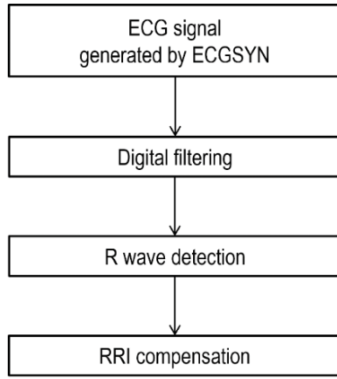 ECG signal
generated by ECGSYN
Digital filtering
R wave detection
RRI compensation